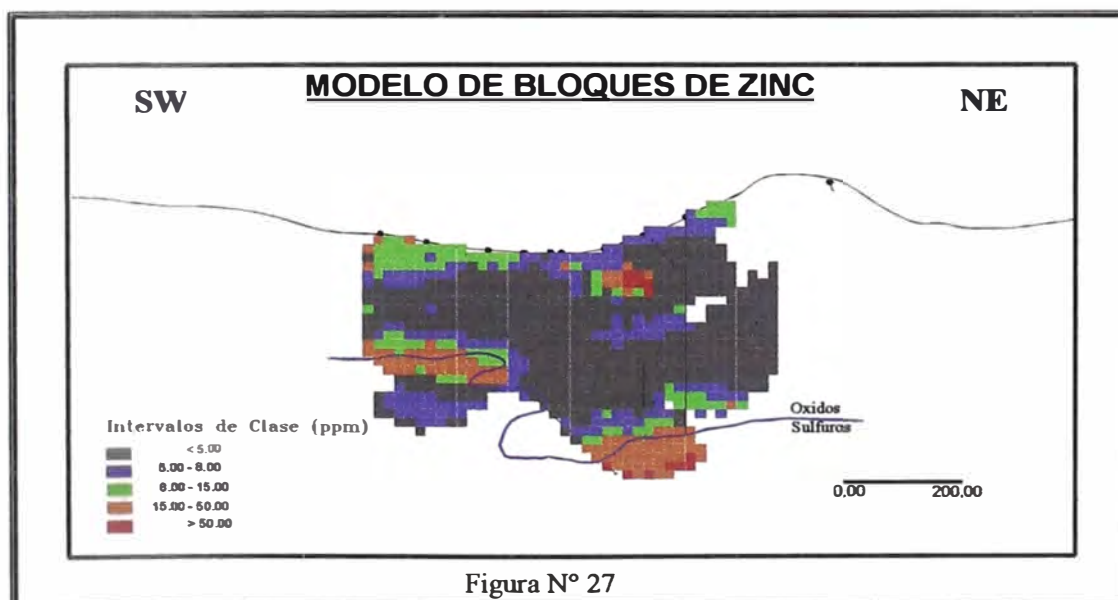 MODELO DE BLOQUES DE ZINC
SW
NE
Oxidos
Sulfuros
Intervalos de Clase (ppm)
< 5.00
5.00 - 8.00
8.00 - 15.00
15.00 - 50.00
> 50.00
0.00 200.00
Figura N° 27